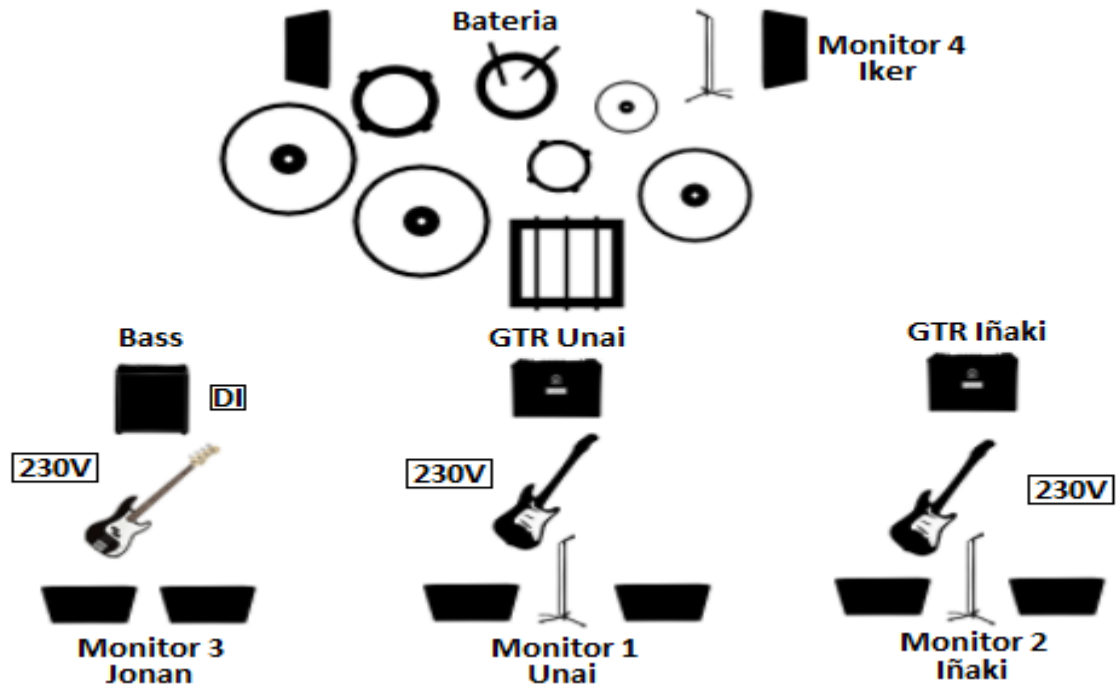 Bateria
Monitor 4
Iker
Bass
GTR Unai
GTR Iñaki
DI
230V
230V
230V
Monitor 3
Jonan
Monitor 1
Unai
Monitor 2
Iñaki